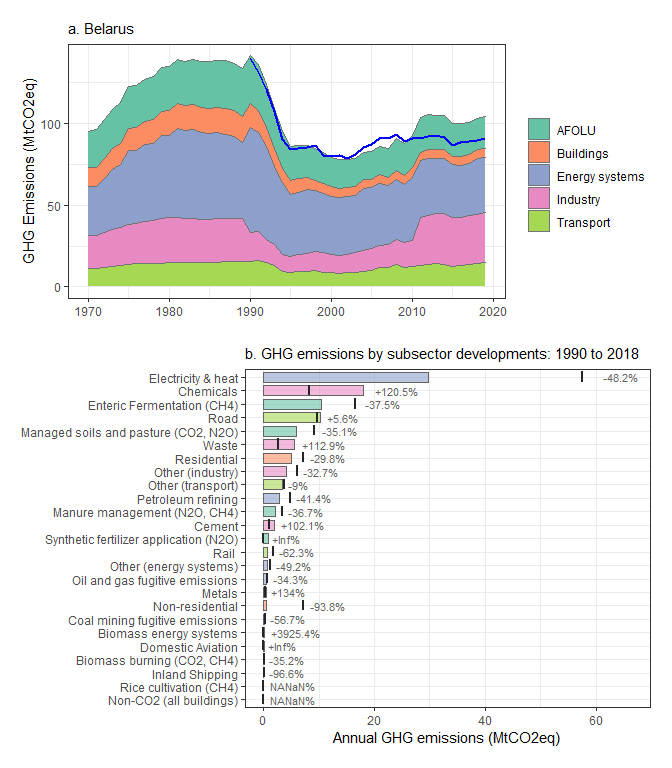 a. Belarus
GHG Emissions (MtCO2eq)
100
50
0
1970
1980
1990
2000
2010
2020
AFOLU
Buildings
Energy systems
Industry
Transport
b. GHG emissions by subsector developments: 1990 to 2018
Electricity & heat -48.2%
Chemicals +120.5%
Enteric Fermentation (CH4) -37.5%
Road +5.6%
Managed soils and pasture (CO2, N2O) -35.1%
Waste +112.9%
Residential -29.8%
Other (industry) -32.7%
Other (transport) -9%
Petroleum refining -41.4%
Manure management (N2O, CH4) -36.7%
Cement +102.1%
Synthetic fertilizer application (N2O) +Inf%
Rail -62.3%
Other (energy systems) -49.2%
Oil and gas fugitive emissions -34.3%
Metals +134%
Non-residential -93.8%
Coal mining fugitive emissions -56.7%
Biomass energy systems +3925.4%
Domestic Aviation +Inf%
Biomass burning (CO2, CH4) -35.2%
Inland Shipping -96.6%
Rice cultivation (CH4) NANaN%
Non-CO2 (all buildings) NANaN%
0
20
40
60
Annual GHG emissions (MtCO2eq)